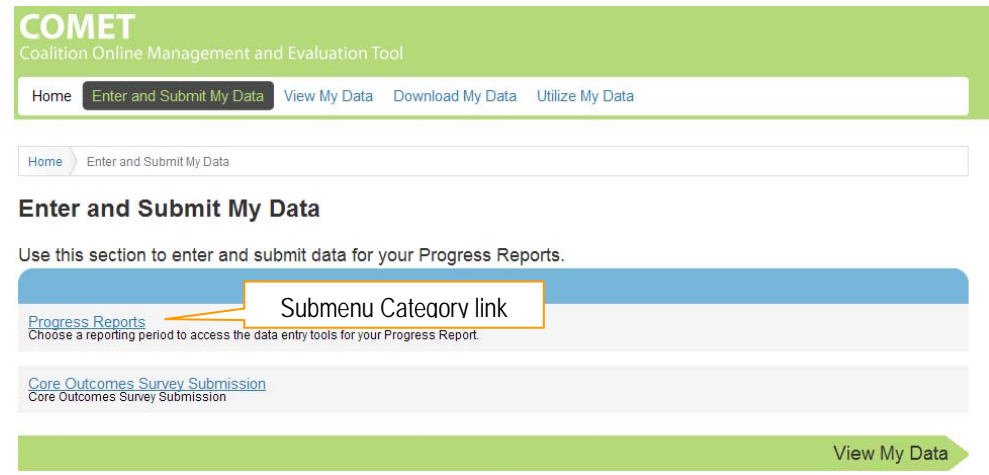 COMET
Coalition Online Management and Evaluation Tool
Home Enter and Submit My Data View My Data Download My Data Utilize My Data
Home Enter and Submit My Data
Enter and Submit My Data
Use this section to enter and submit data for your Progress Reports.
Submenu Category link
Progress Reports
Choose a reporting period to access the data entry tools for your Progress Report.
Core Outcomes Survey Submission
Core Outcomes Survey Submission
View My Data